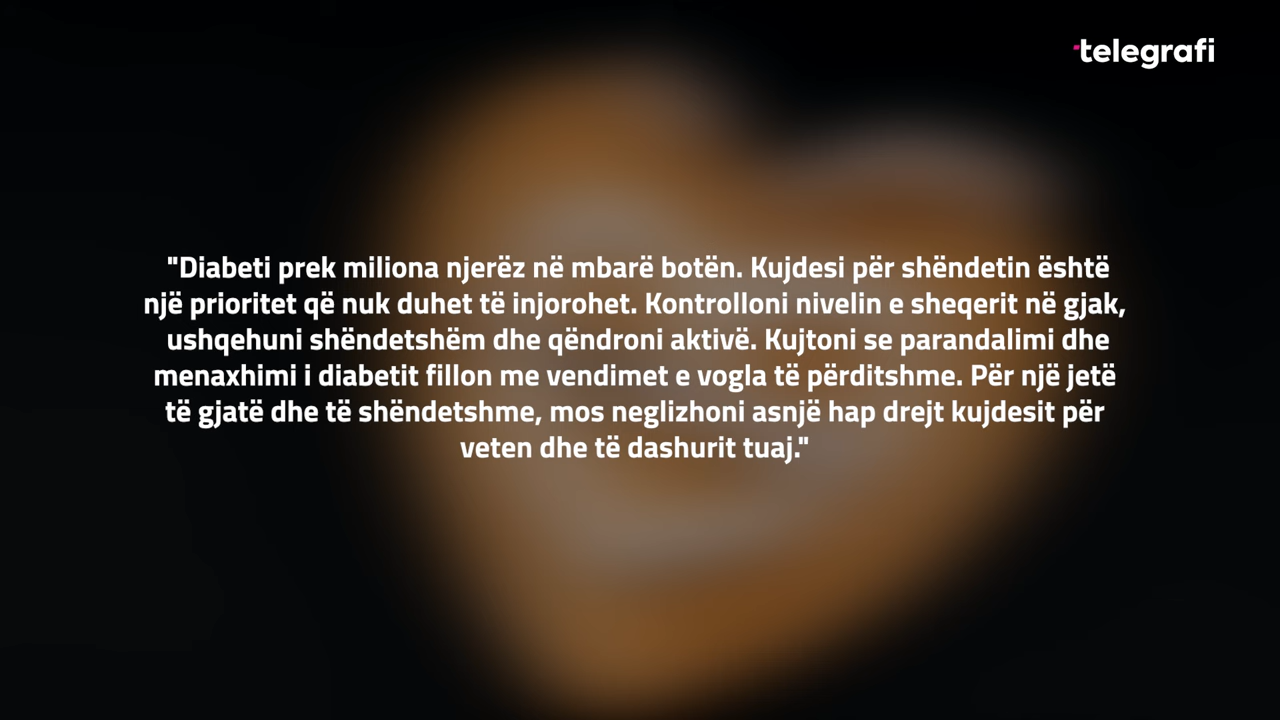 telegrafi
"Diabeti prek miliona njerëz në mbarë botën. Kujdesi për shëndetin është
një prioritet që nuk duhet të injorohet. Kontrolloni nivelin e sheqerit në gjak,
ushqehuni shëndetshëm dhe qëndroni aktivë. Kujtoni se parandalimi dhe
menaxhimi i diabetit fillon me vendimet e vogla të përditshme. Për një jetë
të gjatë dhe të shëndetshme, mos neglizhoni asnjë hap drejt kujdesit për
veten dhe të dashurit tuaj."